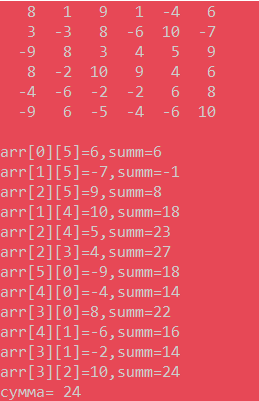 8 1 9 1 -4 6
3 -3 8 -6 10 -7
-9 8 3 4 5 9
8 -2 10 9 4 6
-4 -6 -2 -2 6 8
-9 6 -5 -4 -6 10
arr[0][5]=6,summ=6
arr[1][5]=-7,summ=-1
arr[2][5]=9,summ=8
arr[1][4]=10,summ=18
arr[2][4]=5,summ=23
arr[2][3]=4,summ=27
arr[5][0]=-9,summ=18
arr[4][0]=-4,summ=14
arr[3][0]=8,summ=22
arr[4][1]=-6,summ=16
arr[3][1]=-2,summ=14
arr[3][2]=10,summ=24
сумма= 24